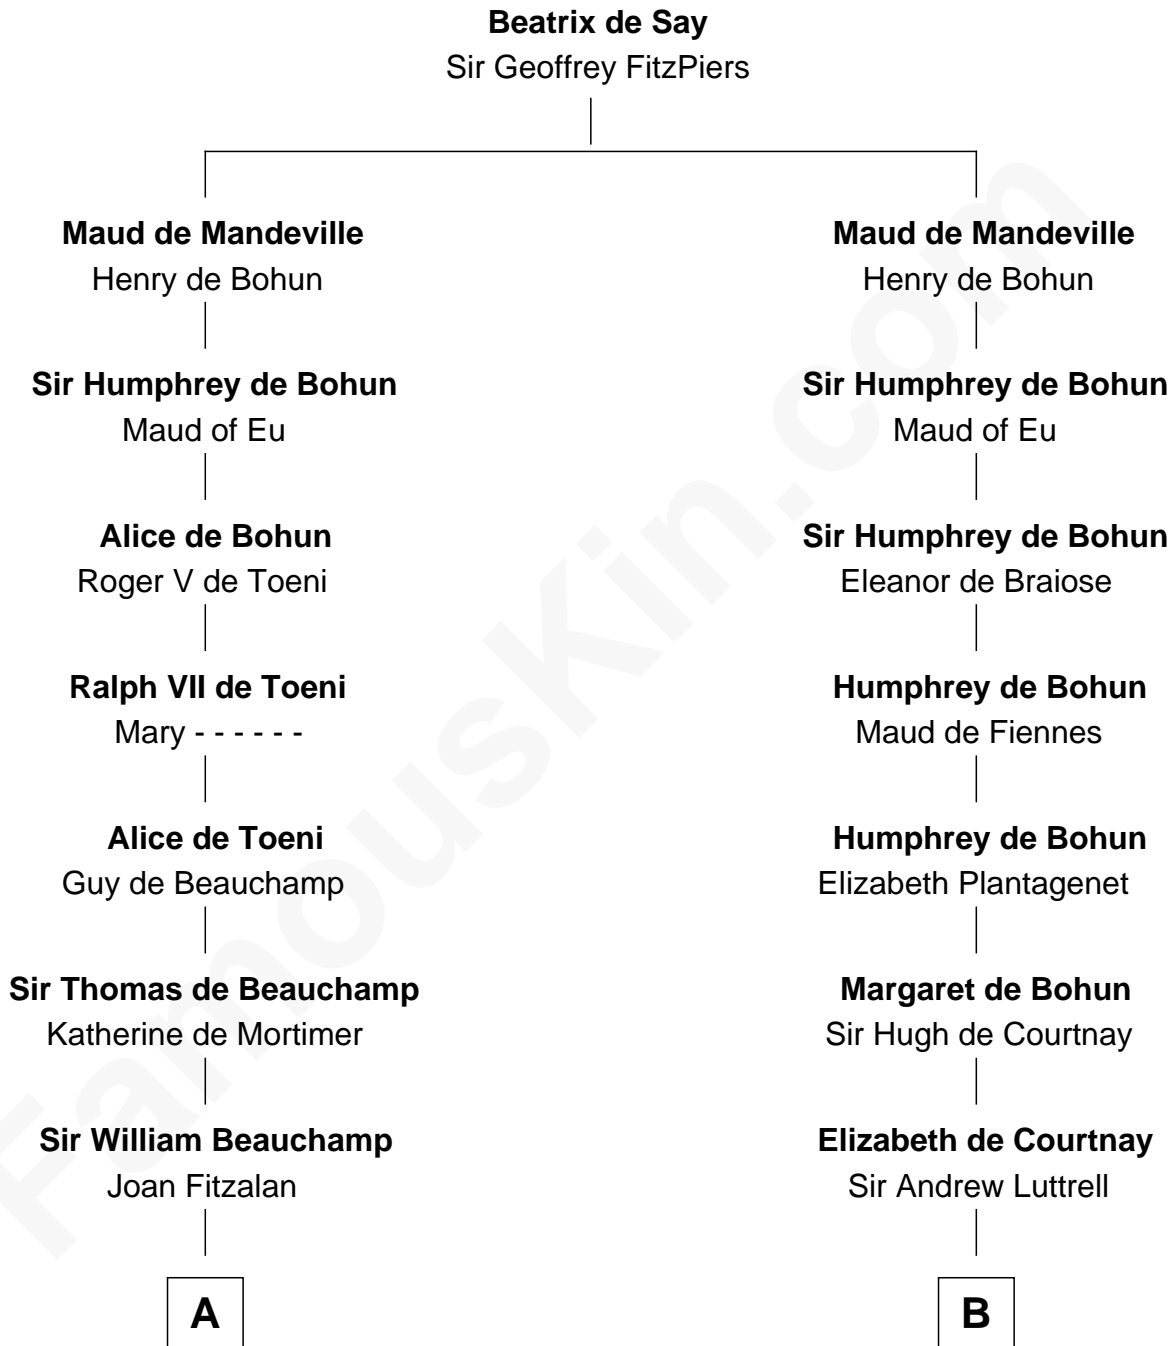 Beatrix de Say
Sir Geoffrey FitzPiers
Maud de Mandeville
Henry de Bohun
Sir Humphrey de Bohun
Maud of Eu
Alice de Bohun
Roger V de Toeni
Ralph VII de Toeni
Mary - - - - - -
Alice de Toeni
Guy de Beauchamp
Sir Thomas de Beauchamp
Katherine de Mortimer
Sir William Beauchamp
Joan Fitzalan
A
Maud de Mandeville
Henry de Bohun
Sir Humphrey de Bohun
Maud of Eu
Sir Humphrey de Bohun
Eleanor de Braiose
Humphrey de Bohun
Maud de Fiennes
Humphrey de Bohun
Elizabeth Plantagenet
Margaret de Bohun
Sir Hugh de Courtnay
Elizabeth de Courtnay
Sir Andrew Luttrell
B
FamousKin.com